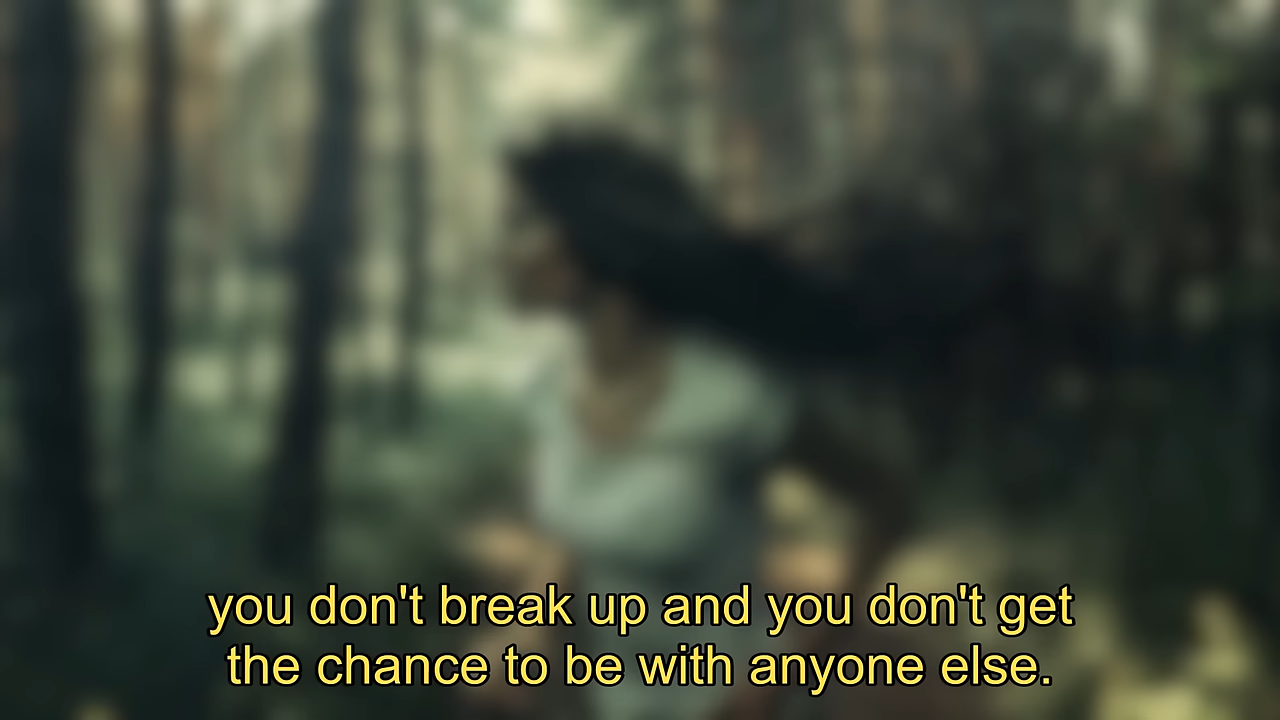 you don't break up and you don't get
the chance to be with anyone else.